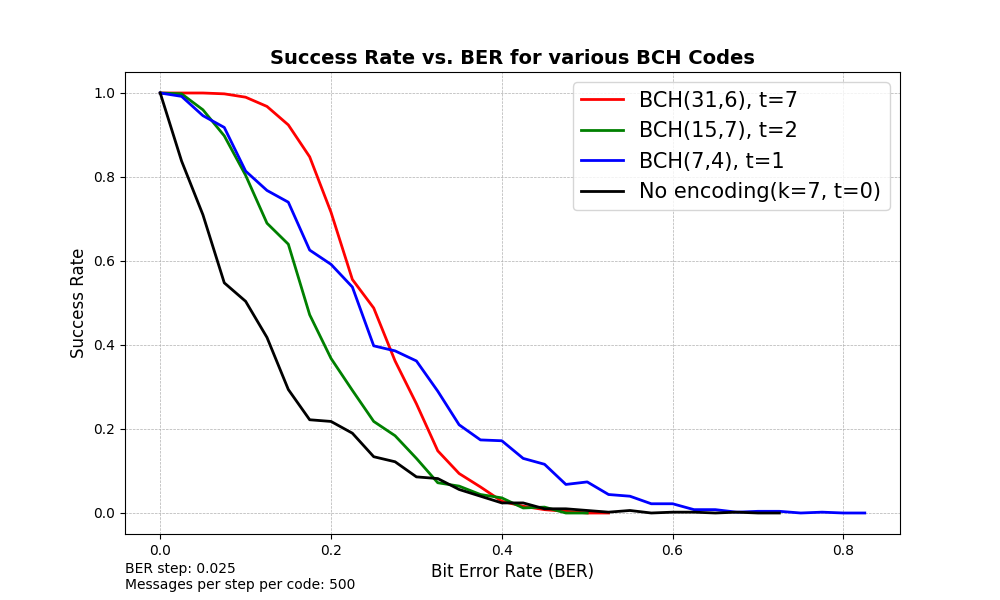 Success Rate vs. BER for various BCH Codes
1.0
0.8
0.6
0.4
0.2
0.0
Success Rate
BCH(31,6), t=7
BCH(15,7), t=2
BCH(7,4), t=1
No encoding(k=7, t=0)
0.0 0.2 0.4 0.6 0.8
Bit Error Rate (BER)
BER step: 0.025
Messages per step per code: 500